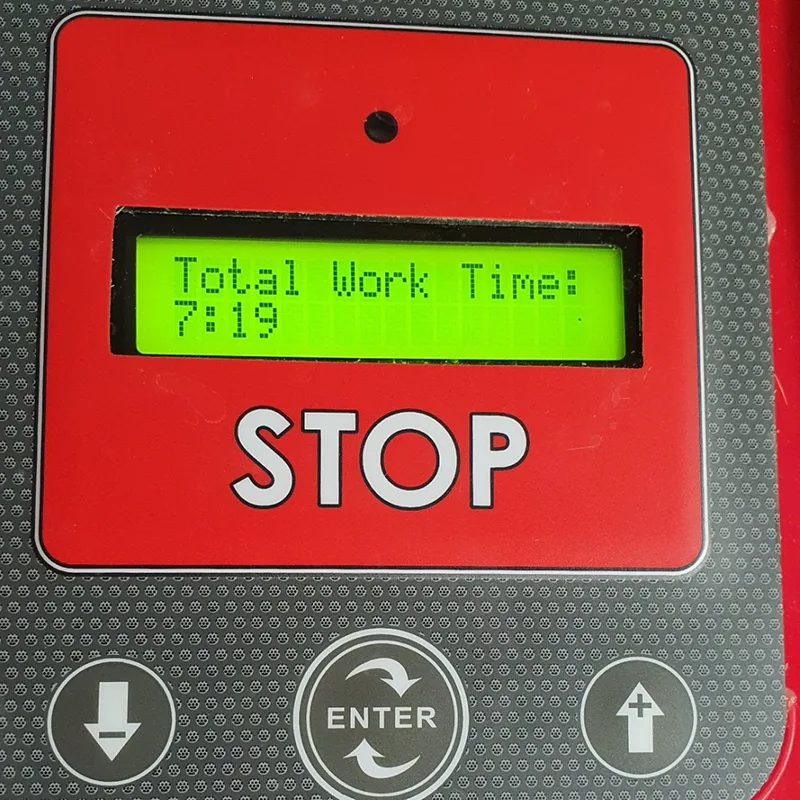 Total Work Time:
7:19
STOP
-
ENTER
+